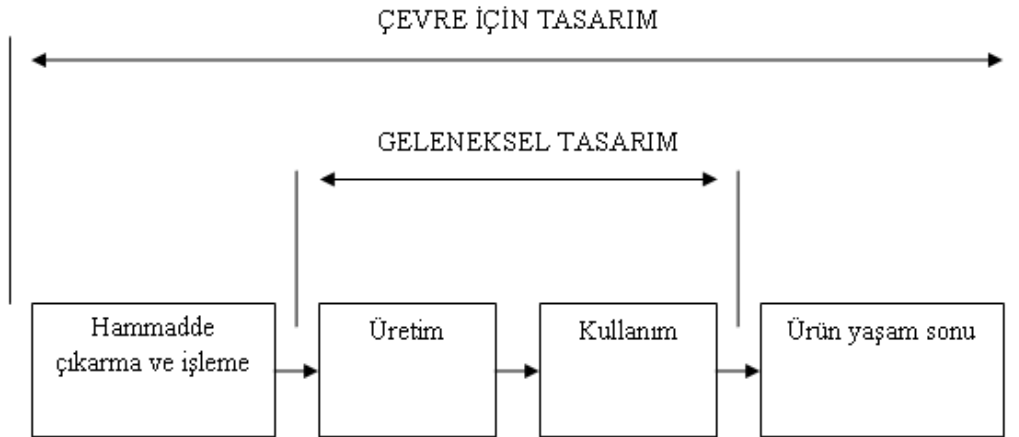 ÇEVRE İÇİN TASARIM
GELENEKSEL TASARIM
Hammadde
çıkarma ve işleme
Üretim
Kullanım
Ürün yaşam sonu